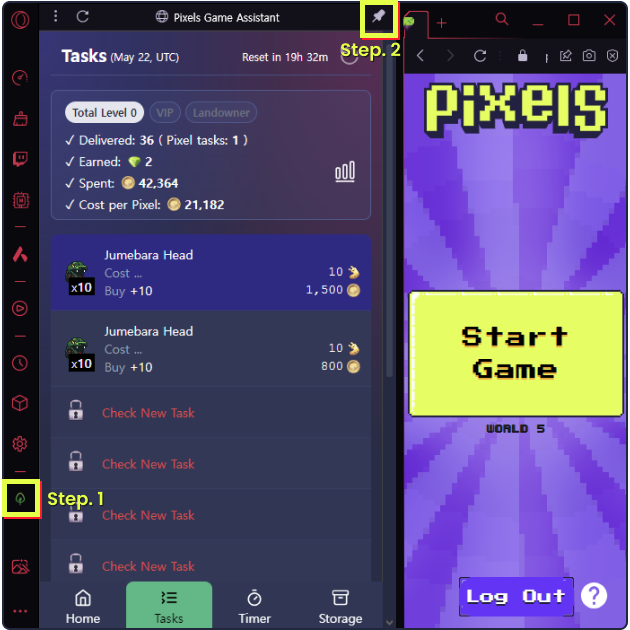 Pixels Game Assistant
Step. 2
Tasks (May 22, UTC)
Reset in 19h 32m
Total Level 0
VIP
Landowner
✓ Delivered: 36 ( Pixel tasks: 1 )
✓ Earned: 2
✓ Spent: 42,364
✓ Cost per Pixel: 21,182
Jumebara Head
Cost ...
10
x10
Buy +10
1,500
Jumebara Head
Cost ...
10
x10
Buy +10
800
Check New Task
Check New Task
Step. 1
Check New Task
Check New Task
Home
Tasks
Timer
Storage
pixels
Start
Game
WORLD 5
Log Out
?